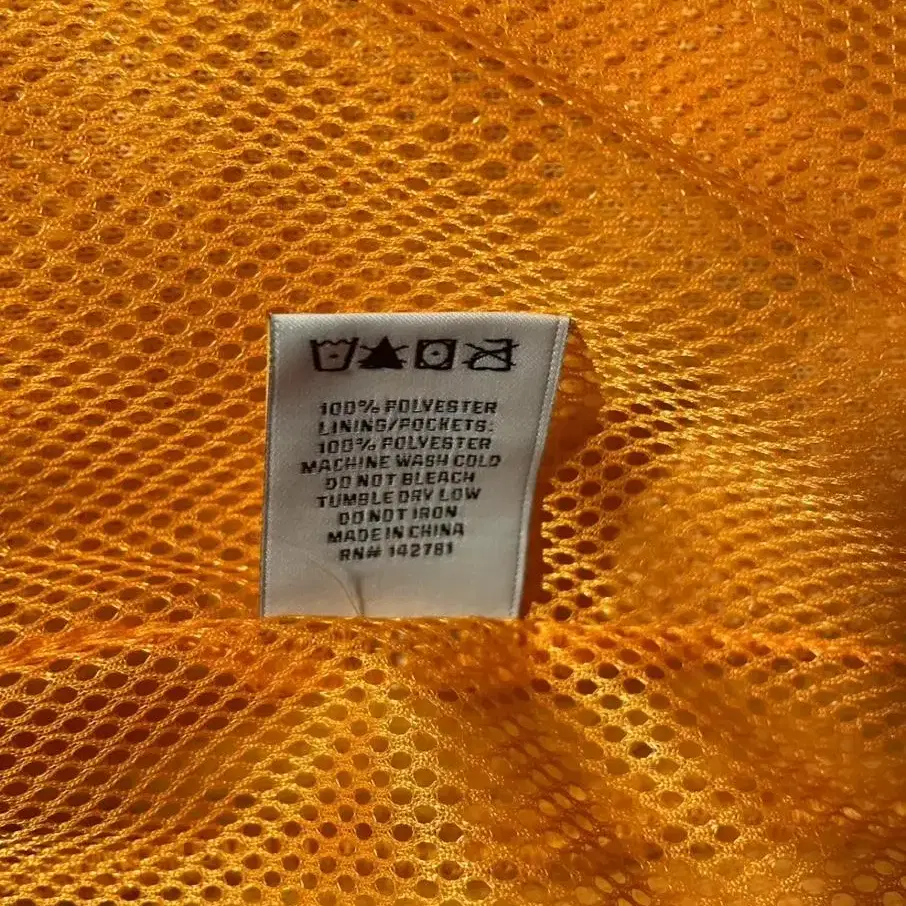 100% POLYESTER
LINING/POCKETS:
100% POLYESTER
MACHINE WASH COLD
DO NOT BLEACH
TUMBLE DRY LOW
DO NOT IRON
MADE IN CHINA
RN# 142781